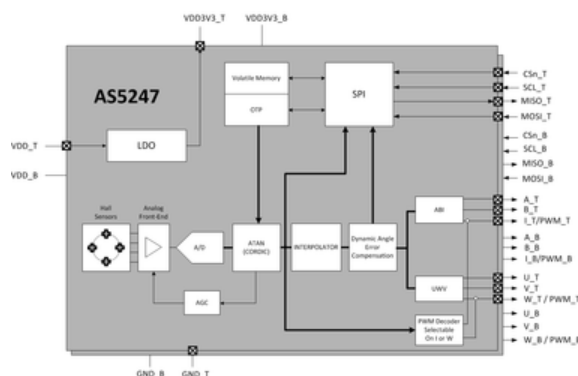 VDD3V3_T
VDD3V3_B
AS5247
Volatile Memory
OTP
SPI
CSn_T
SCL_T
MISO_T
MOSI_T
CSn_B
SCL_B
MISO_B
MOSI_B
VDD_T
LDO
VDD_B
Hall
Sensors
Analog
Front-End
A/D
ATAN
(CORDIC)
INTERPOLATOR
Dynamic Angle
Error
Compensation
AGC
ABI
A_T
B_T
I_T/PWM_T
A_B
B_B
I_B/PWM_B
UWV
U_T
V_T
W_T / PWM_T
PWM Decoder
Selectable
On I or W
U_B
V_B
W_B / PWM_B
GND_B
GND_T